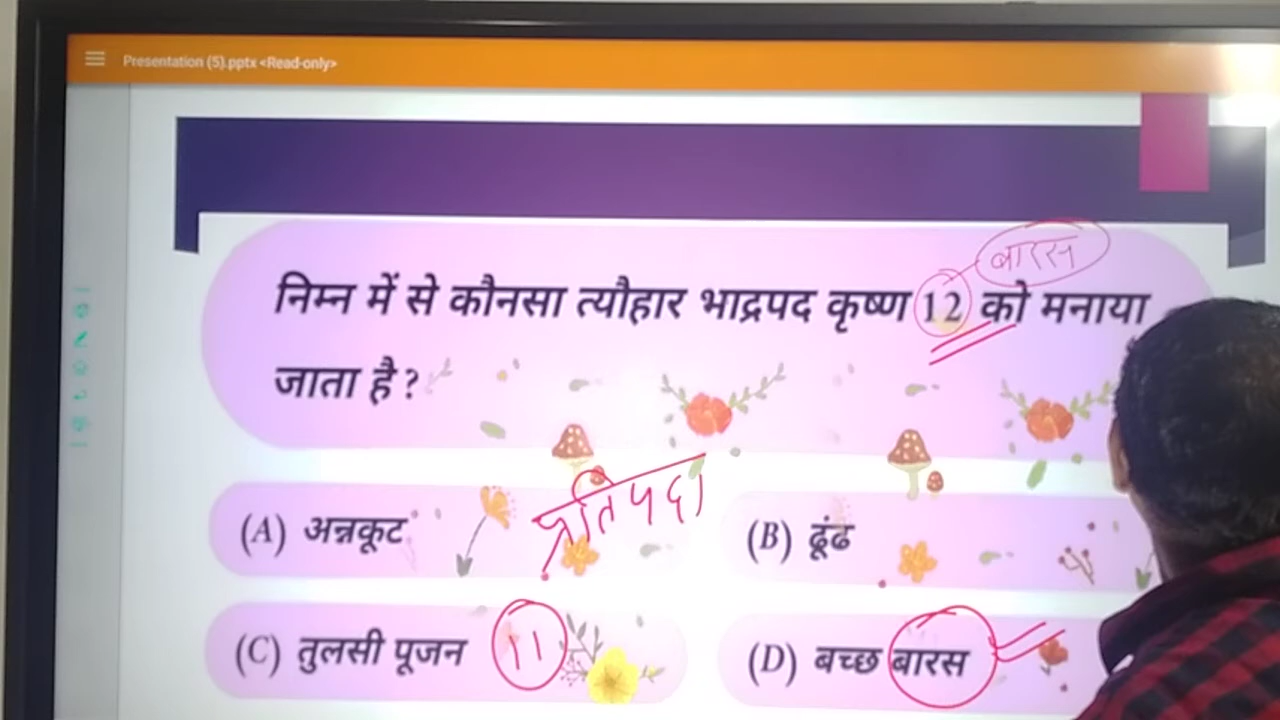 Presentation (5).pptx <Read-only>
बारस
निम्न में से कौनसा त्यौहार भाद्रपद कृष्ण 12 को मनाया
जाता है?
प्रतिपदा
(A) अन्नकूट
(B) ढूंढ
(C) तुलसी पूजन 11
(D) बच्छ बारस